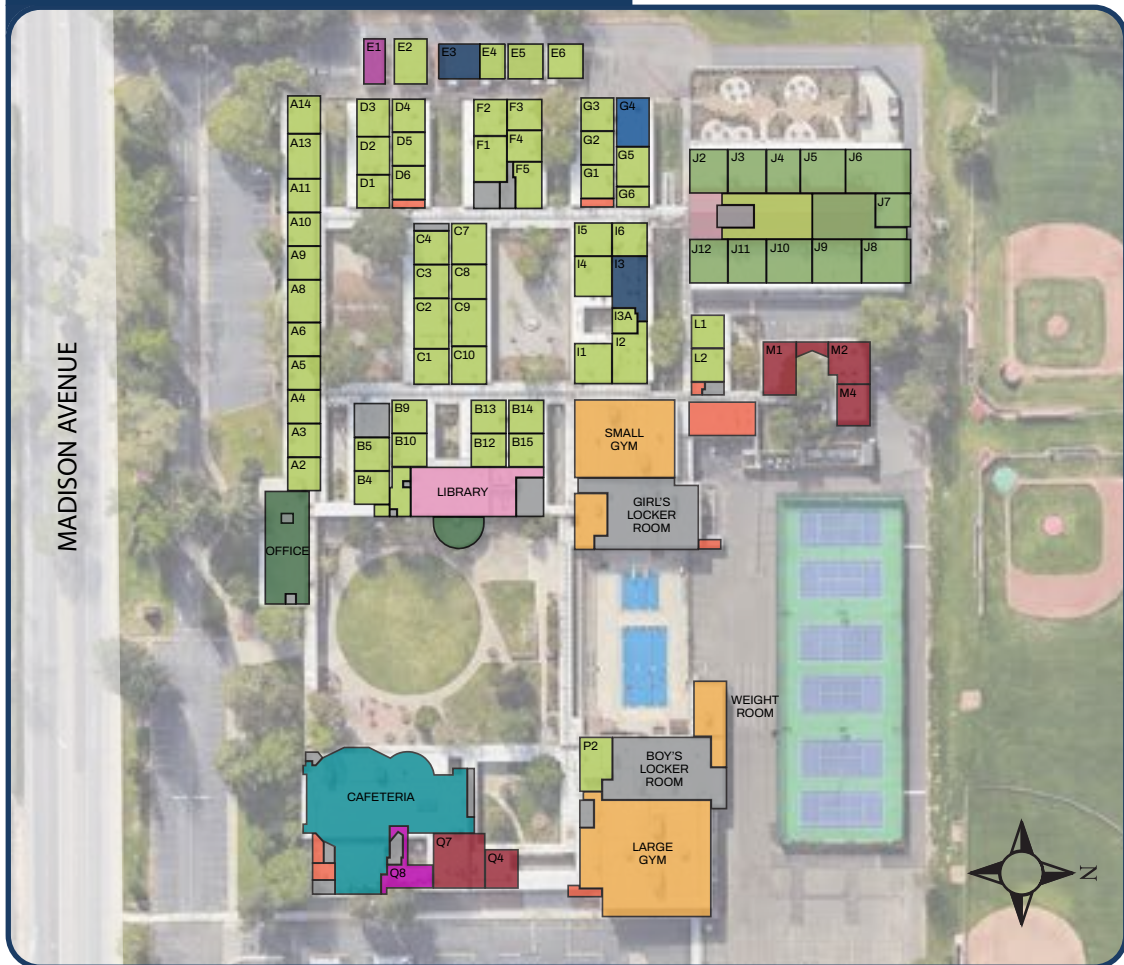 E1
E2
E3
E4
E5
E6
A14
A13
A11
A10
A9
A8
A6
A5
A4
A3
A2
D3
D4
D2
D5
D1
D6
F2
F3
F1
F4
F5
G3
G4
G2
G5
G1
G6
J2
J3
J4
J5
J6
J7
J12
J11
J10
J9
J8
C4
C7
C3
C8
C2
C9
C1
C10
I5
I6
I4
I3
I3A
I1
I2
L1
L2
M1
M2
M4
B9
B13
B14
B5
B10
B12
B15
B4
LIBRARY
SMALL
GYM
GIRL'S
LOCKER
ROOM
MADISON AVENUE
OFFICE
WEIGHT
ROOM
P2
BOY'S
LOCKER
ROOM
CAFETERIA
Q7
Q4
Q8
LARGE
GYM
N